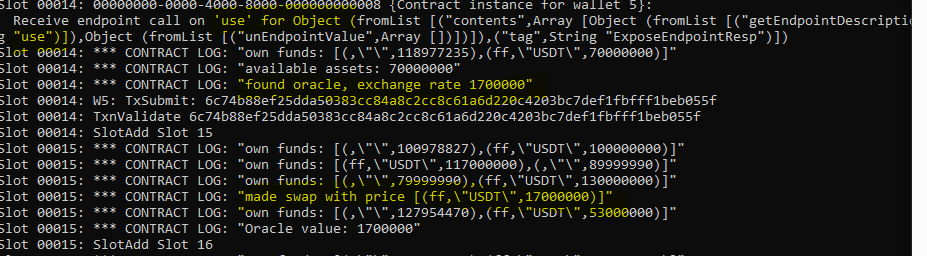 Slot 00014: 00000000-0000-4000-8000-000000000008 {Contract instance for wallet 5}:
Receive endpoint call on 'use' for Object (fromList [("contents",Array [Object (fromList [("getEndpointDescriptio
g "use")]),Object (fromList [("unEndpointValue",Array [])])]),("tag",String "ExposeEndpointResp")])
Slot 00014: *** CONTRACT LOG: "own funds: [(,\"\",118977235),(ff,\"USDT\",70000000)]"
Slot 00014: *** CONTRACT LOG: "available assets: 70000000"
Slot 00014: *** CONTRACT LOG: "found oracle, exchange rate 1700000"
Slot 00014: W5: TxSubmit: 6c74b88ef25dda50383cc84a8c2cc8c61a6d220c4203bc7def1fbfff1beb055f
Slot 00014: TxnValidate 6c74b88ef25dda50383cc84a8c2cc8c61a6d220c4203bc7def1fbfff1beb055f
Slot 00014: SlotAdd Slot 15
Slot 00015: *** CONTRACT LOG: "own funds: [(,\"\",100978827),(ff,\"USDT\",100000000)]"
Slot 00015: *** CONTRACT LOG: "own funds: [(ff,\"USDT\",117000000),(,\"\",89999990)]"
Slot 00015: *** CONTRACT LOG: "own funds: [(,\"\",79999990),(ff,\"USDT\",130000000)]"
Slot 00015: *** CONTRACT LOG: "made swap with price [(ff,\"USDT\",17000000)]"
Slot 00015: *** CONTRACT LOG: "own funds: [(,\"\",127954470),(ff,\"USDT\",53000000)]"
Slot 00015: *** CONTRACT LOG: "Oracle value: 1700000"
Slot 00015: SlotAdd Slot 16